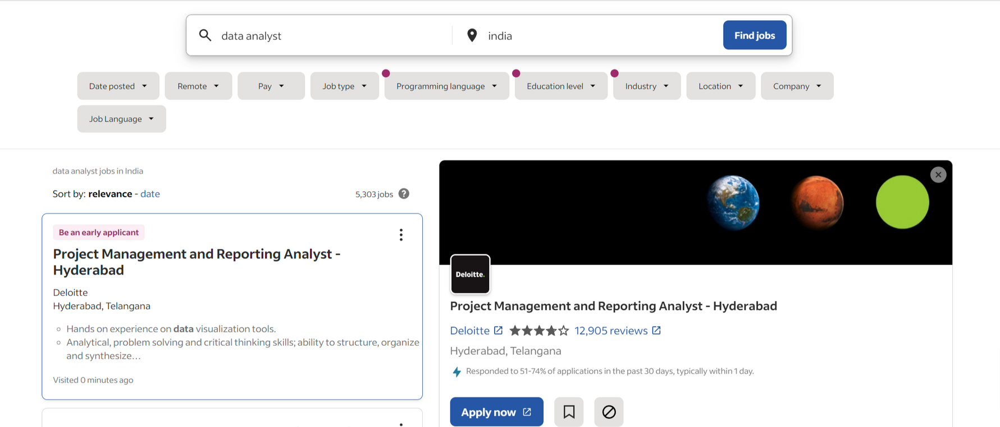 data analyst
india
Find jobs
Date posted
Remote
Pay
Job type
Programming language
Education level
Industry
Location
Company
Job Language
data analyst jobs in India
Sort by: relevance - date
5,303 jobs ?
Be an early applicant
Project Management and Reporting Analyst -
Hyderabad
Deloitte
Hyderabad, Telangana
Hands on experience on data visualization tools.
Analytical, problem solving and critical thinking skills; ability to structure, organize
and synthesize…
Visited 0 minutes ago
Deloitte.
Project Management and Reporting Analyst - Hyderabad
Deloitte 12,905 reviews
Hyderabad, Telangana
Responded to 51-74% of applications in the past 30 days, typically within 1 day.
Apply now